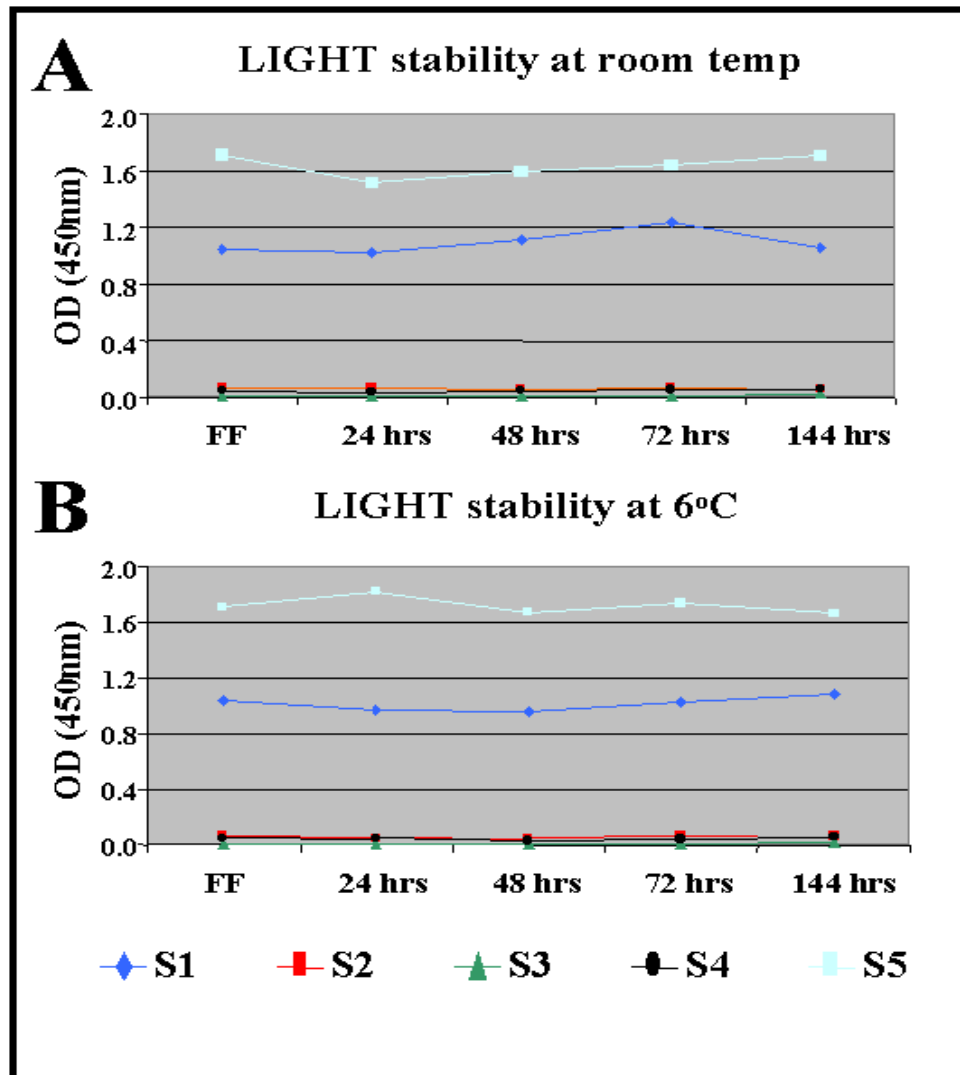 A
LIGHT stability at room temp
OD (450nm)
2.0
1.6
1.2
0.8
0.4
0.0
FF 24 hrs 48 hrs 72 hrs 144 hrs
B
LIGHT stability at 6°C
OD (450nm)
2.0
1.6
1.2
0.8
0.4
0.0
FF 24 hrs 48 hrs 72 hrs 144 hrs
S1 S2 S3 S4 S5